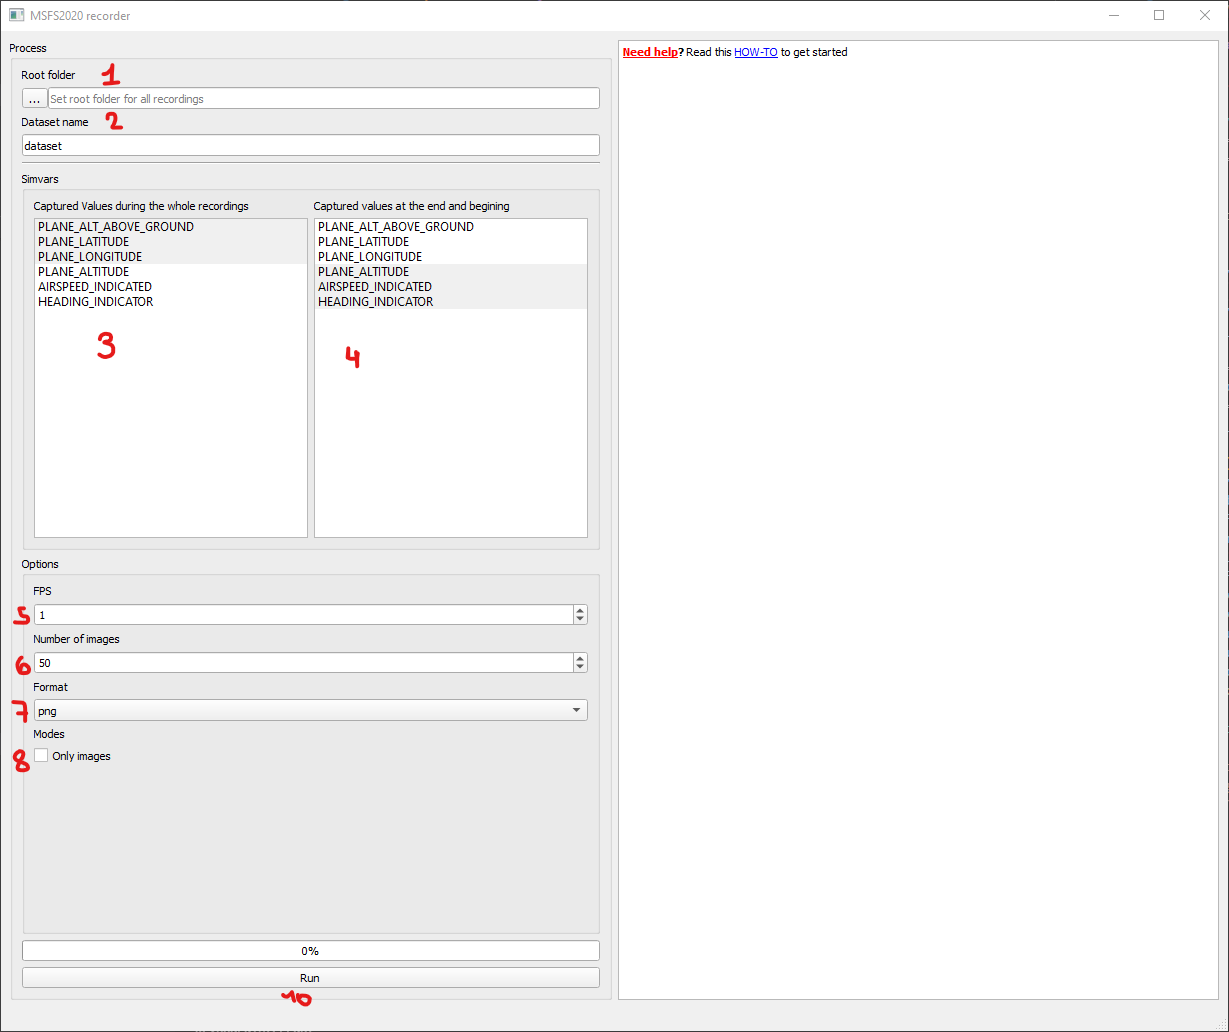 MSFS2020 recorder
Process
Root folder 1
... Set root folder for all recordings
Dataset name 2
dataset
Simvars
Captured Values during the whole recordings
PLANE_ALT_ABOVE_GROUND
PLANE_LATITUDE
PLANE_LONGITUDE
PLANE_ALTITUDE
AIRSPEED_INDICATED
HEADING_INDICATOR
3
Captured values at the end and begining
PLANE_ALT_ABOVE_GROUND
PLANE_LATITUDE
PLANE_LONGITUDE
PLANE_ALTITUDE
AIRSPEED_INDICATED
HEADING_INDICATOR
4
Options
FPS
5 1
Number of images
6 50
Format
7 png
Modes
8 Only images
0%
Run
10
Need help? Read this HOW-TO to get started